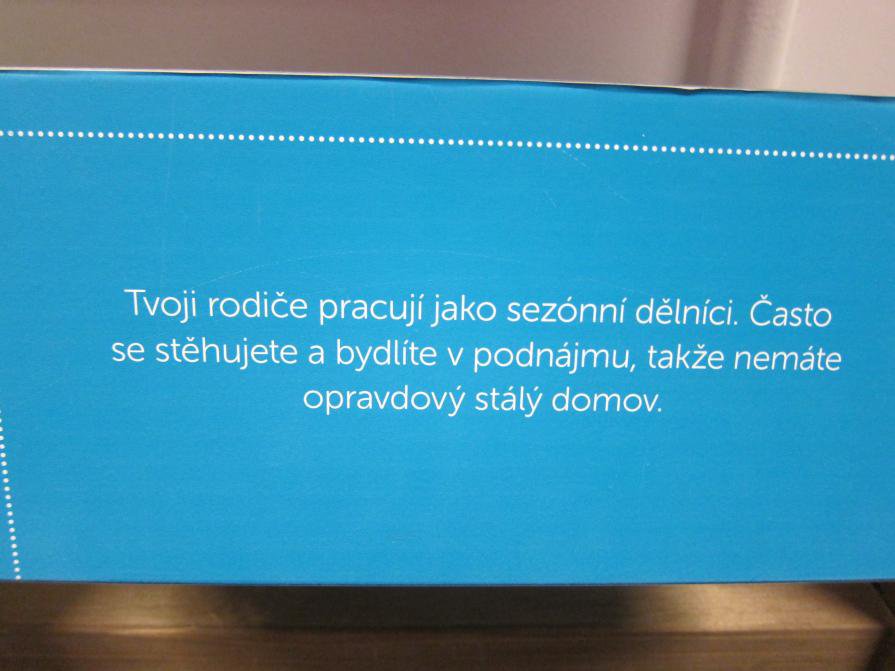 Tvoji rodiče pracují jako sezónní dělníci. Často
se stěhujete a bydlíte v podnájmu, takže nemáte
opravdový stálý domov.